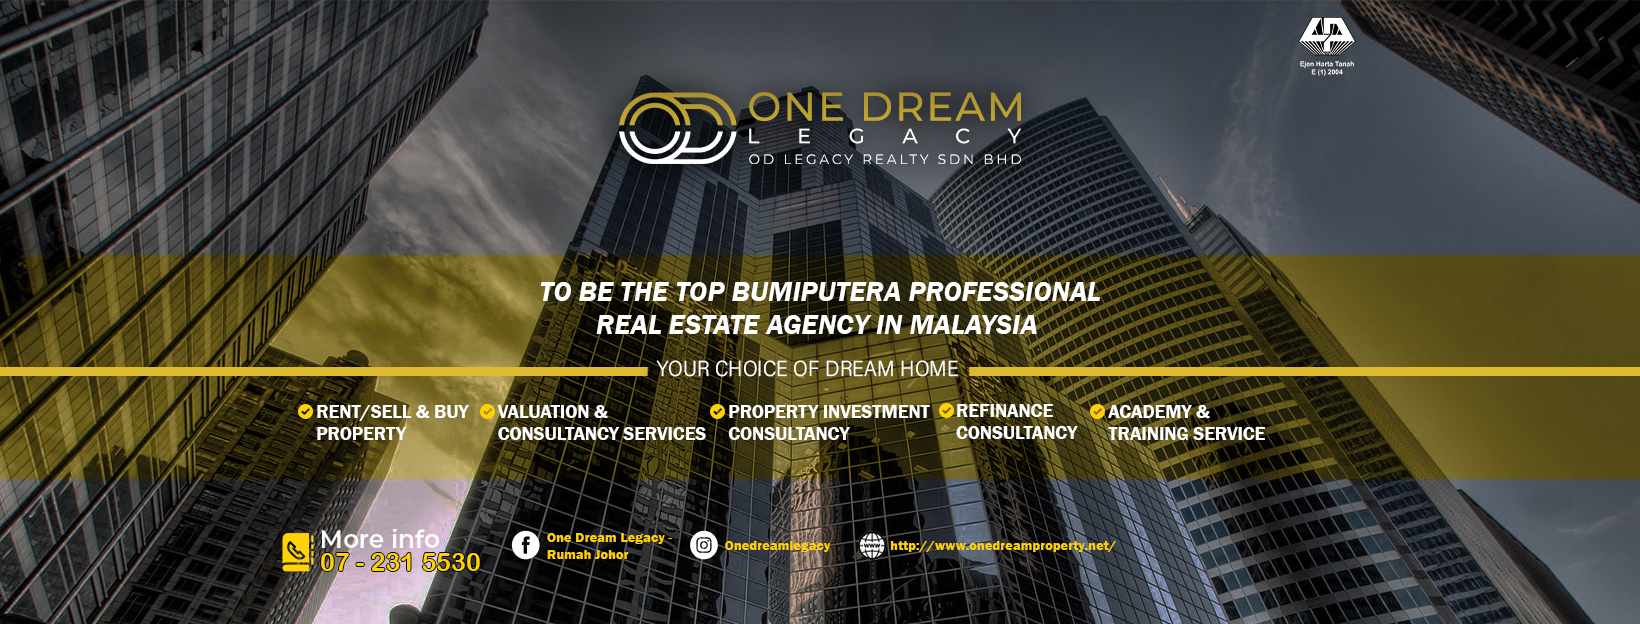 Ejen Harta Tanah
E (1) 2004
ONE DREAM
LEGACY
OD LEGACY REALTY SDN BHD
TO BE THE TOP BUMIPUTERA PROFESSIONAL
REAL ESTATE AGENCY IN MALAYSIA
YOUR CHOICE OF DREAM HOME
RENT/SELL & BUY
PROPERTY
VALUATION &
CONSULTANCY SERVICES
PROPERTY INVESTMENT
CONSULTANCY
REFINANCE
CONSULTANCY
ACADEMY &
TRAINING SERVICE
More info
07 - 231 5530
One Dream Legacy -
Rumah Johor
Onedreamlegacy
http://www.onedreamproperty.net/